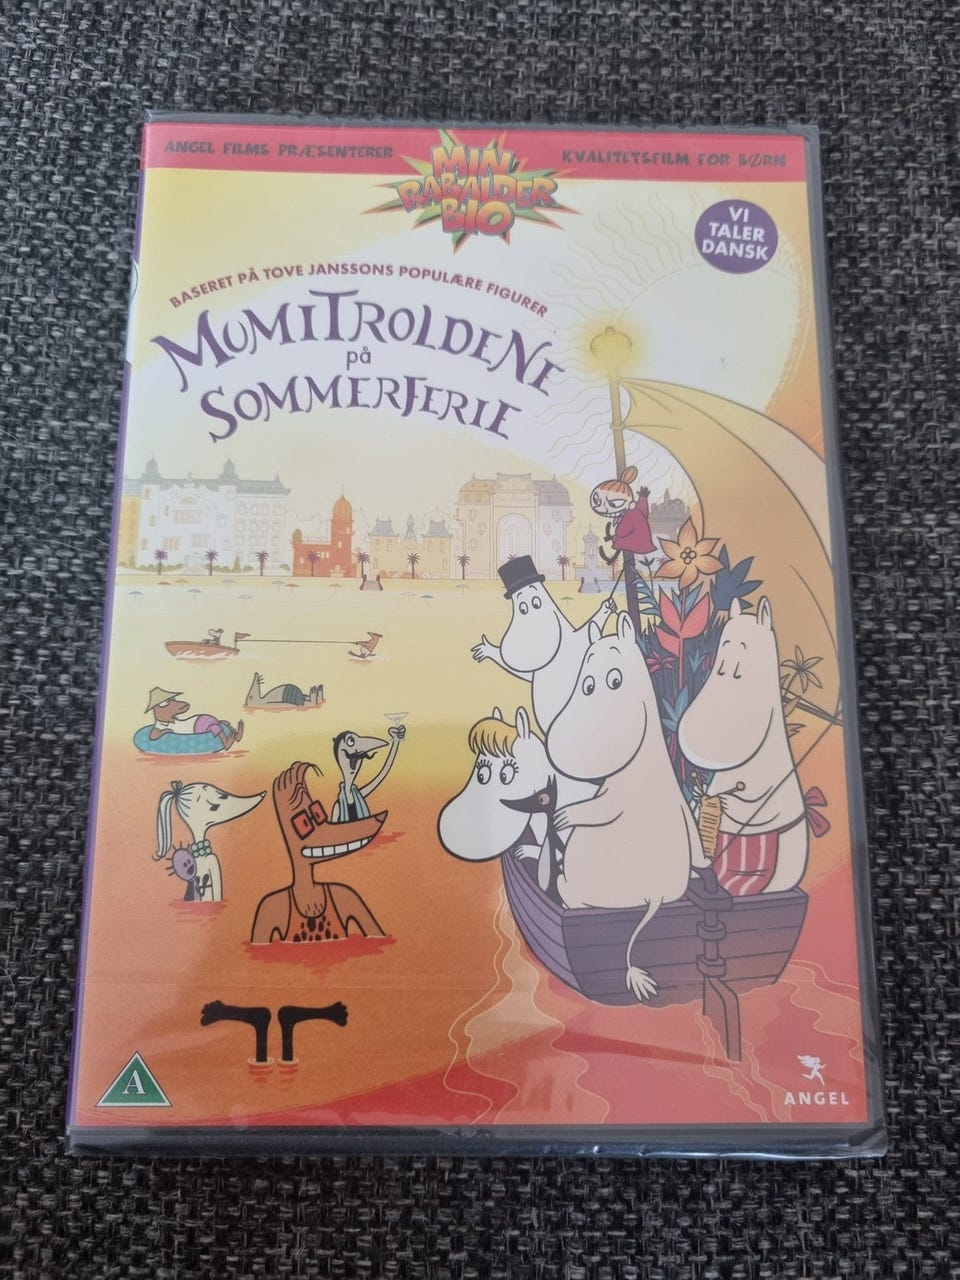 ANGEL FILMS PRÆSENTERER
MIN
RABALDER
BIO
KVALITETSFILM FOR BØRN
VI
TALER
DANSK
BASERET PÅ TOVE JANSSONS POPULÆRE FIGURER
MUMITROLDENE
på
SOMMERFERIE
A
ANGEL